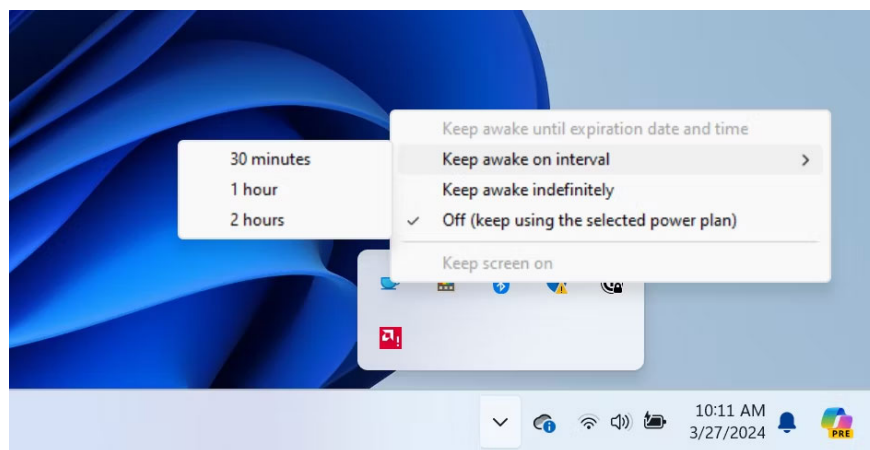 Keep awake until expiration date and time
Keep awake on interval
Keep awake indefinitely
Off (keep using the selected power plan)
Keep screen on
30 minutes
1 hour
2 hours
10:11 AM
3/27/2024
PRE